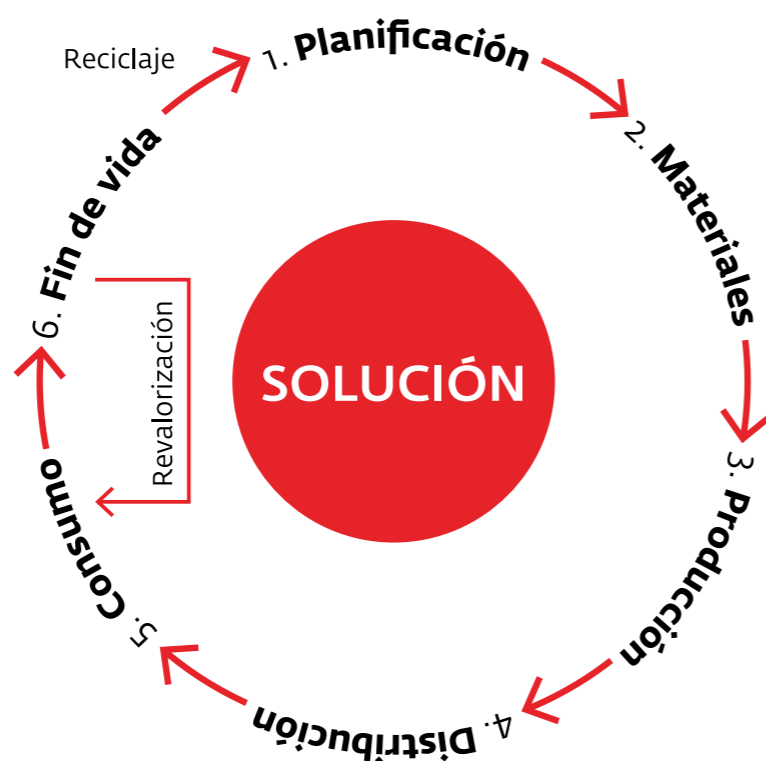 Reciclaje
1. Planificación
2. Materiales
3. Producción
4. Distribución
5. Consumo
6. Fin de vida
Revalorización
SOLUCIÓN